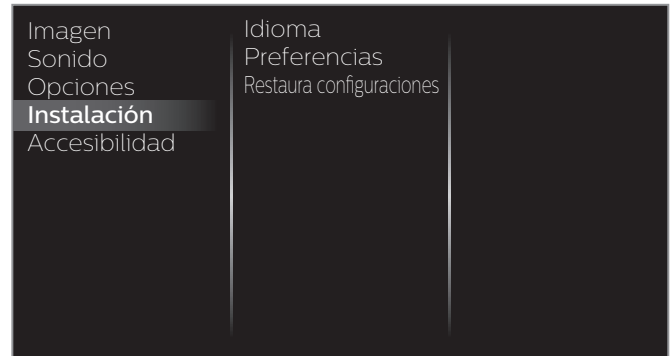 Imagen
Sonido
Opciones
Instalación
Accesibilidad
Idioma
Preferencias
Restaura configuraciones